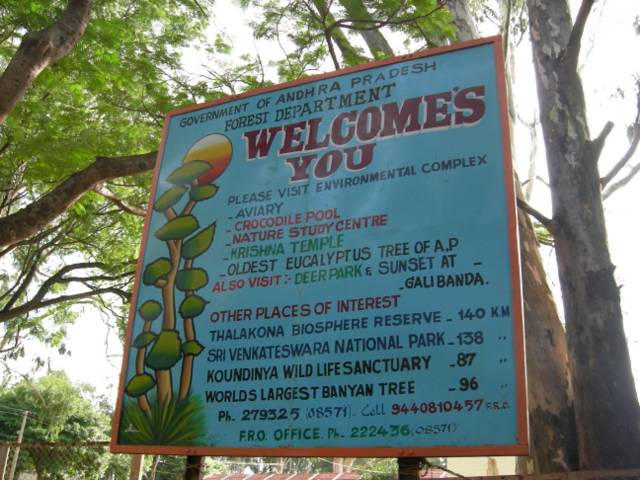 GOVERNMENT OF ANDHRA PRADESH
FOREST DEPARTMENT
WELCOME'S
YOU
PLEASE VISIT ENVIRONMENTAL COMPLEX
_ AVIARY
_ CROCODILE POOL
_ NATURE STUDY CENTRE
_ KRISHNA TEMPLE
_ OLDEST EUCALYPTUS TREE OF A.P
ALSO VISIT :- DEER PARK & SUNSET AT _
_ GALI BANDA.
OTHER PLACES OF INTEREST
THALAKONA BIOSPHERE RESERVE _ 140 KM
SRI VENKATESWARA NATIONAL PARK _ 138 "
KOUNDINYA WILD LIFE SANCTUARY _ 87 "
WORLDS LARGEST BANYAN TREE _ 96 "
Ph. 279325 (08571) - Cell 9440810457 F.R.O.
F.R.O. OFFICE. Ph. 222436 (08571)